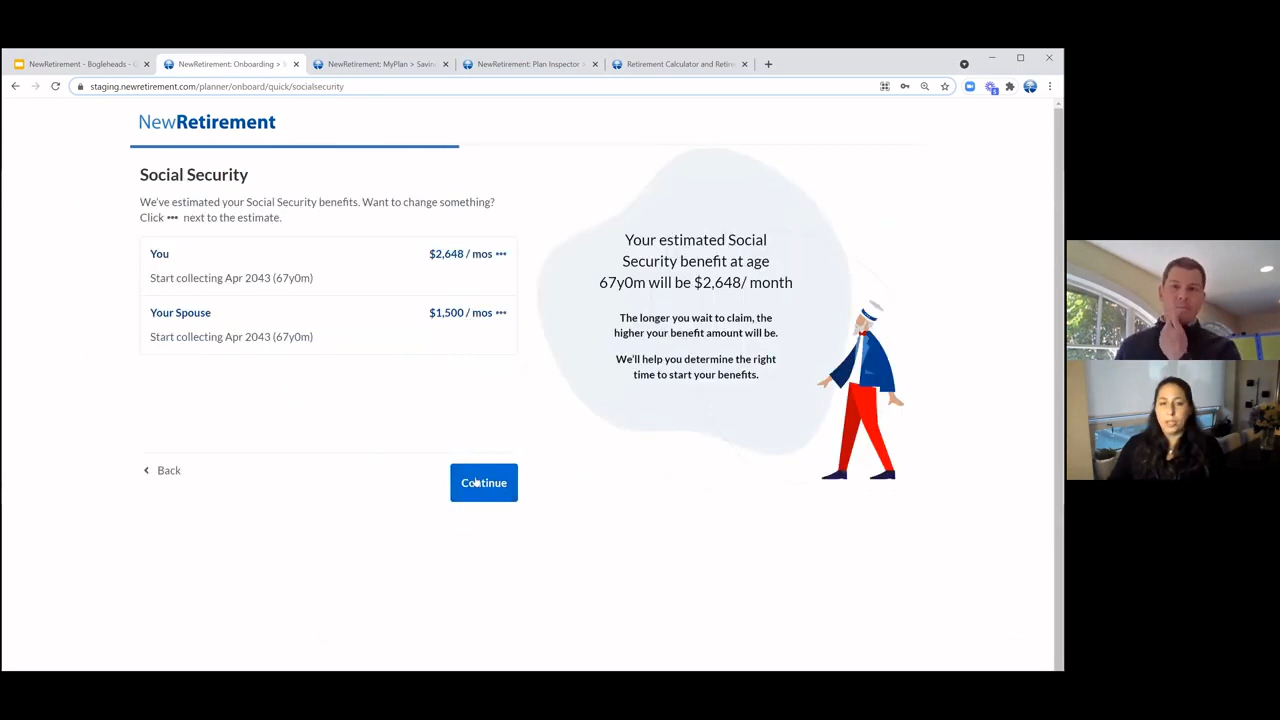 NewRetirement - Bogleheads -
NewRetirement: Onboarding >
NewRetirement: MyPlan > Savin
NewRetirement: Plan Inspector >
Retirement Calculator and Retire
staging.newretirement.com/planner/onboard/quick/socialsecurity
NewRetirement
Social Security
We've estimated your Social Security benefits. Want to change something?
Click ••• next to the estimate.
You $2,648 / mos •••
Start collecting Apr 2043 (67y0m)
Your Spouse $1,500 / mos •••
Start collecting Apr 2043 (67y0m)
Back
Continue
Your estimated Social
Security benefit at age
67y0m will be $2,648/ month
The longer you wait to claim, the
higher your benefit amount will be.
We'll help you determine the right
time to start your benefits.